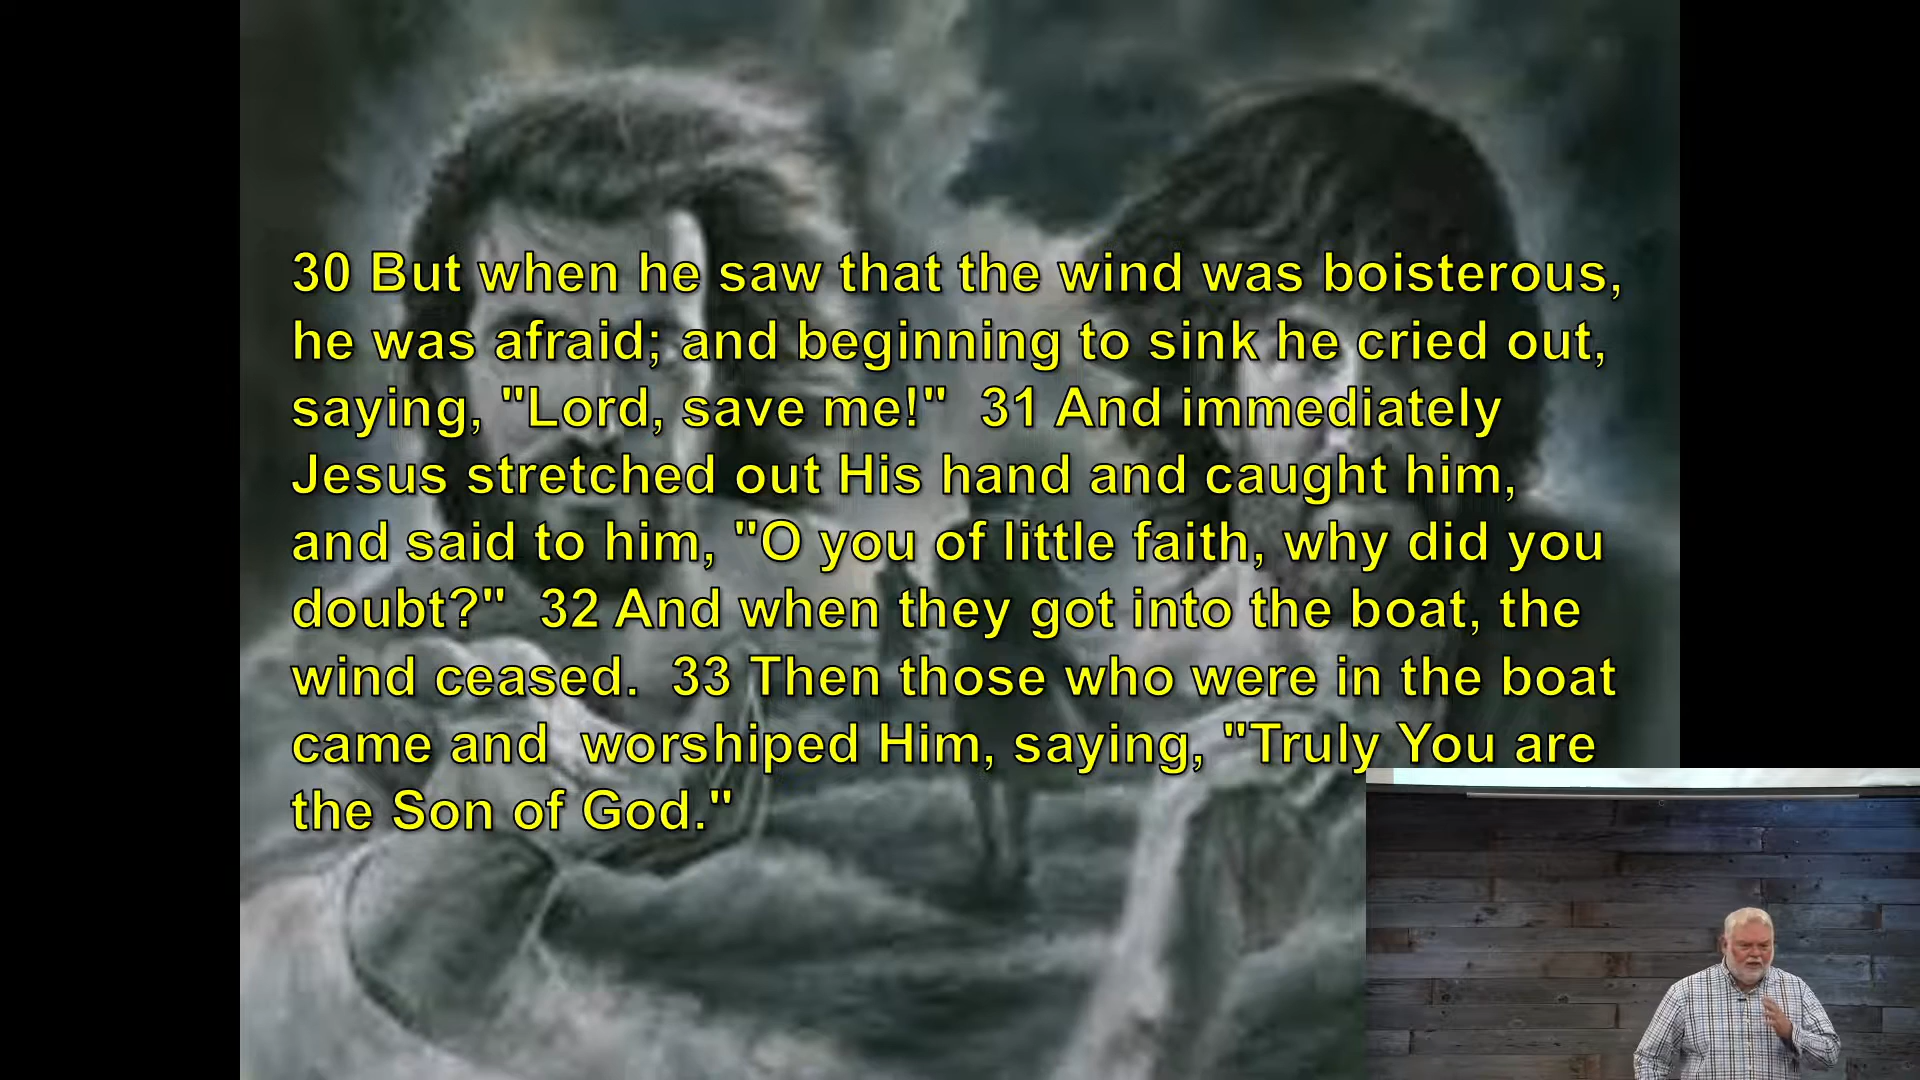 30 But when he saw that the wind was boisterous,
he was afraid; and beginning to sink he cried out,
saying, "Lord, save me!"  31 And immediately
Jesus stretched out His hand and caught him,
and said to him, "O you of little faith, why did you
doubt?"  32 And when they got into the boat, the
wind ceased.  33 Then those who were in the boat
came and  worshiped Him, saying, "Truly You are
the Son of God."